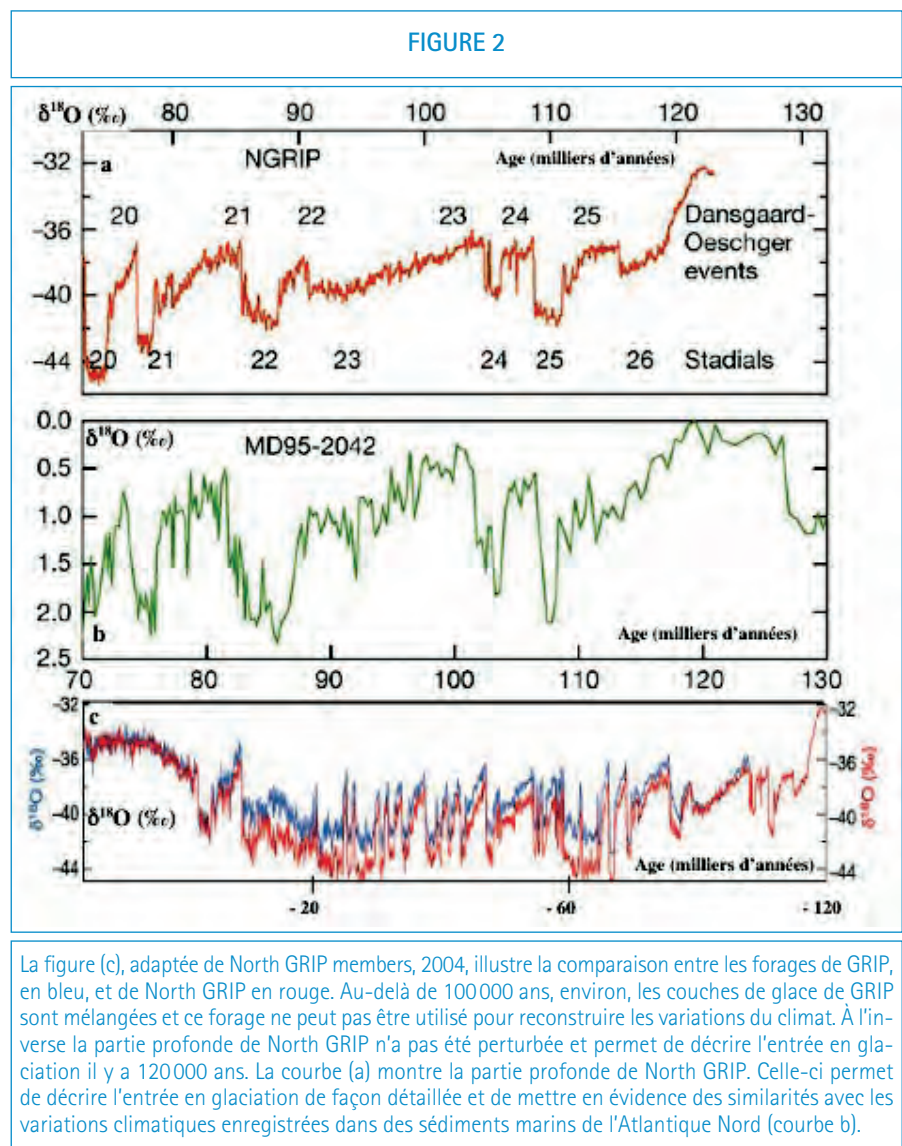 FIGURE 2
δ¹⁸O (‰) 80 90 100 110 120 130
a NGRIP Age (milliers d'années)
-32
20 21 22 23 24 25 Dansgaard-
-36 Oeschger
events
-40
20 21 22 23 24 25 26 Stadials
-44
0.0
δ¹⁸O (‰) MD95-2042
0.5
1.0
1.5
2.0
b Age (milliers d'années)
2.5
70 80 90 100 110 120 130
-32 c -32
-36 -36
δ¹⁸O (‰)
δ¹⁸O (‰)
δ¹⁸O (‰)
-40 -40
Age (milliers d'années)
-44 -44
- 20 - 60 - 120
La figure (c), adaptée de North GRIP members, 2004, illustre la comparaison entre les forages de GRIP,
en bleu, et de North GRIP en rouge. Au-delà de 100 000 ans, environ, les couches de glace de GRIP
sont mélangées et ce forage ne peut pas être utilisé pour reconstruire les variations du climat. À l'in-
verse la partie profonde de North GRIP n'a pas été perturbée et permet de décrire l'entrée en gla-
ciation il y a 120 000 ans. La courbe (a) montre la partie profonde de North GRIP. Celle-ci permet
de décrire l'entrée en glaciation de façon détaillée et de mettre en évidence des similarités avec les
variations climatiques enregistrées dans des sédiments marins de l'Atlantique Nord (courbe b).